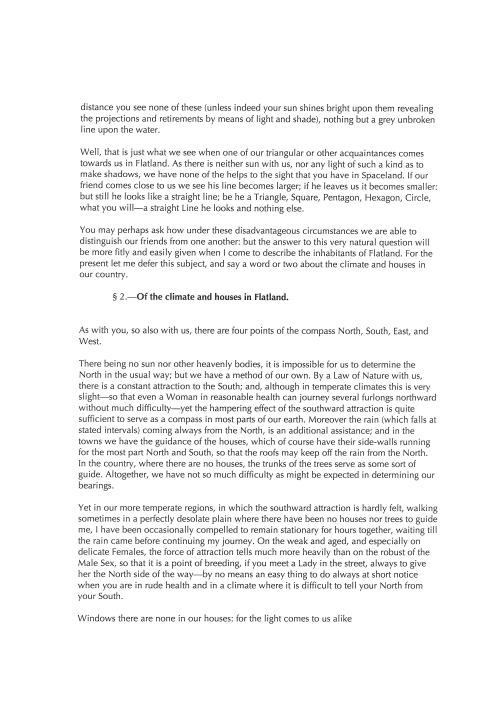 distance you see none of these (unless indeed your sun shines bright upon them revealing
the projections and retirements by means of light and shade), nothing but a grey unbroken
line upon the water.
Well, that is just what we see when one of our triangular or other acquaintances comes
towards us in Flatland. As there is neither sun with us, nor any light of such a kind as to
make shadows, we have none of the helps to the sight that you have in Spaceland. If our
friend comes close to us we see his line becomes larger; if he leaves us it becomes smaller:
but still he looks like a straight line; be he a Triangle, Square, Pentagon, Hexagon, Circle,
what you will—a straight Line he looks and nothing else.
You may perhaps ask how under these disadvantageous circumstances we are able to
distinguish our friends from one another: but the answer to this very natural question will
be more fitly and easily given when I come to describe the inhabitants of Flatland. For the
present let me defer this subject, and say a word or two about the climate and houses in
our country.
§ 2.—Of the climate and houses in Flatland.
As with you, so also with us, there are four points of the compass North, South, East, and
West.
There being no sun nor other heavenly bodies, it is impossible for us to determine the
North in the usual way; but we have a method of our own. By a Law of Nature with us,
there is a constant attraction to the South; and, although in temperate climates this is very
slight—so that even a Woman in reasonable health can journey several furlongs northward
without much difficulty—yet the hampering effect of the southward attraction is quite
sufficient to serve as a compass in most parts of our earth. Moreover the rain (which falls at
stated intervals) coming always from the North, is an additional assistance; and in the
towns we have the guidance of the houses, which of course have their side-walls running
for the most part North and South, so that the roofs may keep off the rain from the North.
In the country, where there are no houses, the trunks of the trees serve as some sort of
guide. Altogether, we have not so much difficulty as might be expected in determining our
bearings.
Yet in our more temperate regions, in which the southward attraction is hardly felt, walking
sometimes in a perfectly desolate plain where there have been no houses nor trees to guide
me, I have been occasionally compelled to remain stationary for hours together, waiting till
the rain came before continuing my journey. On the weak and aged, and especially on
delicate Females, the force of attraction tells much more heavily than on the robust of the
Male Sex, so that it is a point of breeding, if you meet a Lady in the street, always to give
her the North side of the way—by no means an easy thing to do always at short notice
when you are in rude health and in a climate where it is difficult to tell your North from
your South.
Windows there are none in our houses: for the light comes to us alike